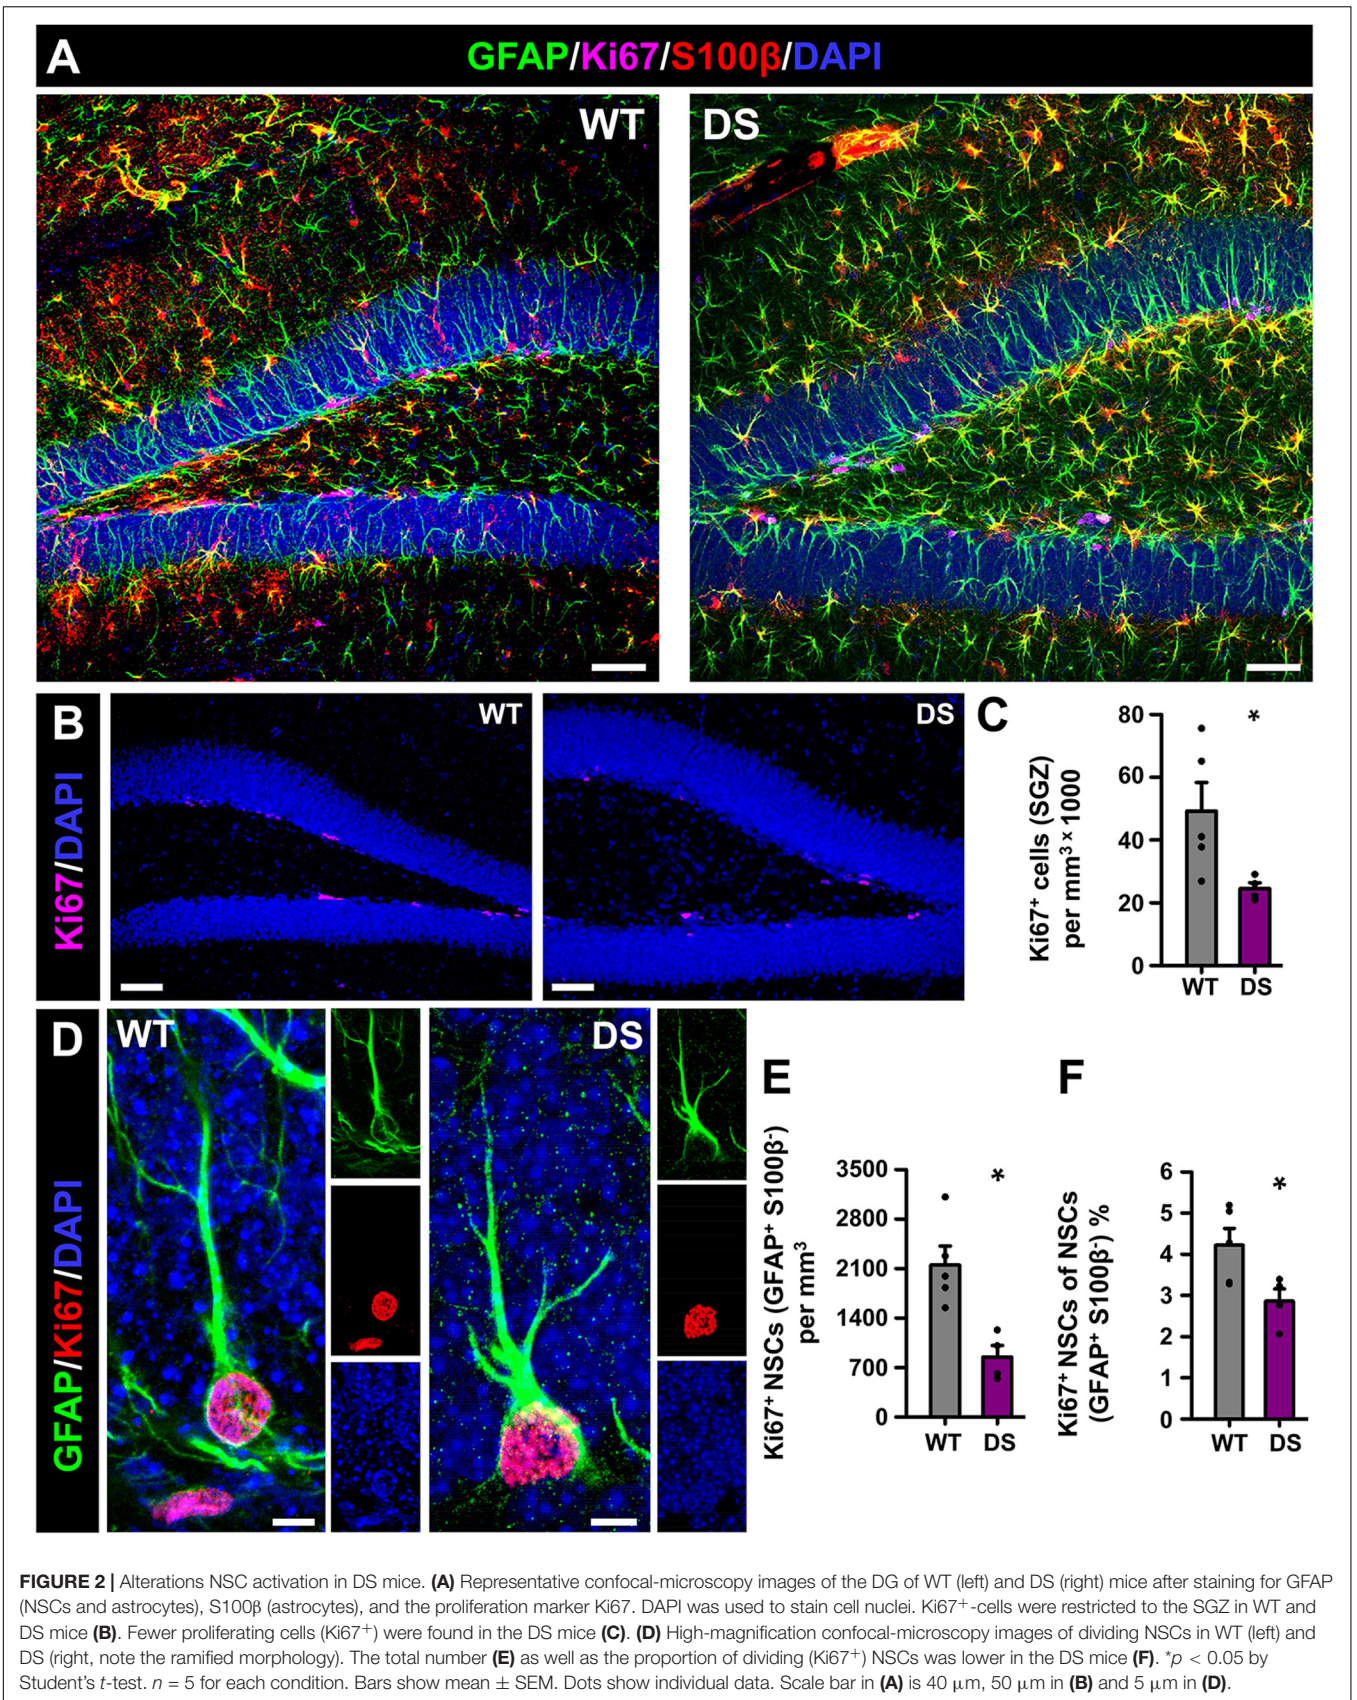 A
GFAP/Ki67/S100β/DAPI
WT
DS
B
Ki67/DAPI
WT
DS
C
Ki67⁺ cells (SGZ)
per mm³ × 1000
80
60
40
20
0
*
WT
DS
D
GFAP/Ki67/DAPI
WT
DS
E
Ki67⁺ NSCs (GFAP⁺ S100β⁻)
per mm³
3500
2800
2100
1400
700
0
*
WT
DS
F
Ki67⁺ NSCs of NSCs
(GFAP⁺ S100β⁻) %
6
5
4
3
2
1
0
*
WT
DS
FIGURE 2 | Alterations NSC activation in DS mice. (A) Representative confocal-microscopy images of the DG of WT (left) and DS (right) mice after staining for GFAP
(NSCs and astrocytes), S100β (astrocytes), and the proliferation marker Ki67. DAPI was used to stain cell nuclei. Ki67⁺-cells were restricted to the SGZ in WT and
DS mice (B). Fewer proliferating cells (Ki67⁺) were found in the DS mice (C). (D) High-magnification confocal-microscopy images of dividing NSCs in WT (left) and
DS (right, note the ramified morphology). The total number (E) as well as the proportion of dividing (Ki67⁺) NSCs was lower in the DS mice (F). *p < 0.05 by
Student's t-test. n = 5 for each condition. Bars show mean ± SEM. Dots show individual data. Scale bar in (A) is 40 μm, 50 μm in (B) and 5 μm in (D).